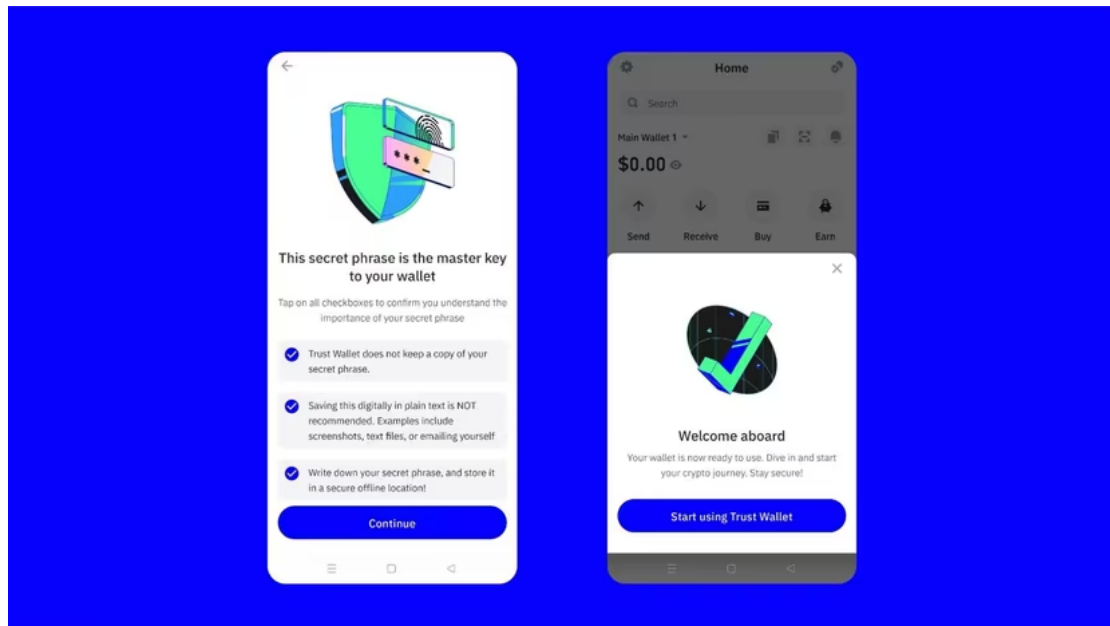 This secret phrase is the master key
to your wallet
Tap on all checkboxes to confirm you understand the
importance of your secret phrase
Trust Wallet does not keep a copy of your
secret phrase.
Saving this digitally in plain text is NOT
recommended. Examples include
screenshots, text files, or emailing yourself
Write down your secret phrase, and store it
in a secure offline location!
Continue
Home
Search
Main Wallet 1
$0.00
Send Receive Buy Earn
Welcome aboard
Your wallet is now ready to use. Dive in and start
your crypto journey. Stay secure!
Start using Trust Wallet